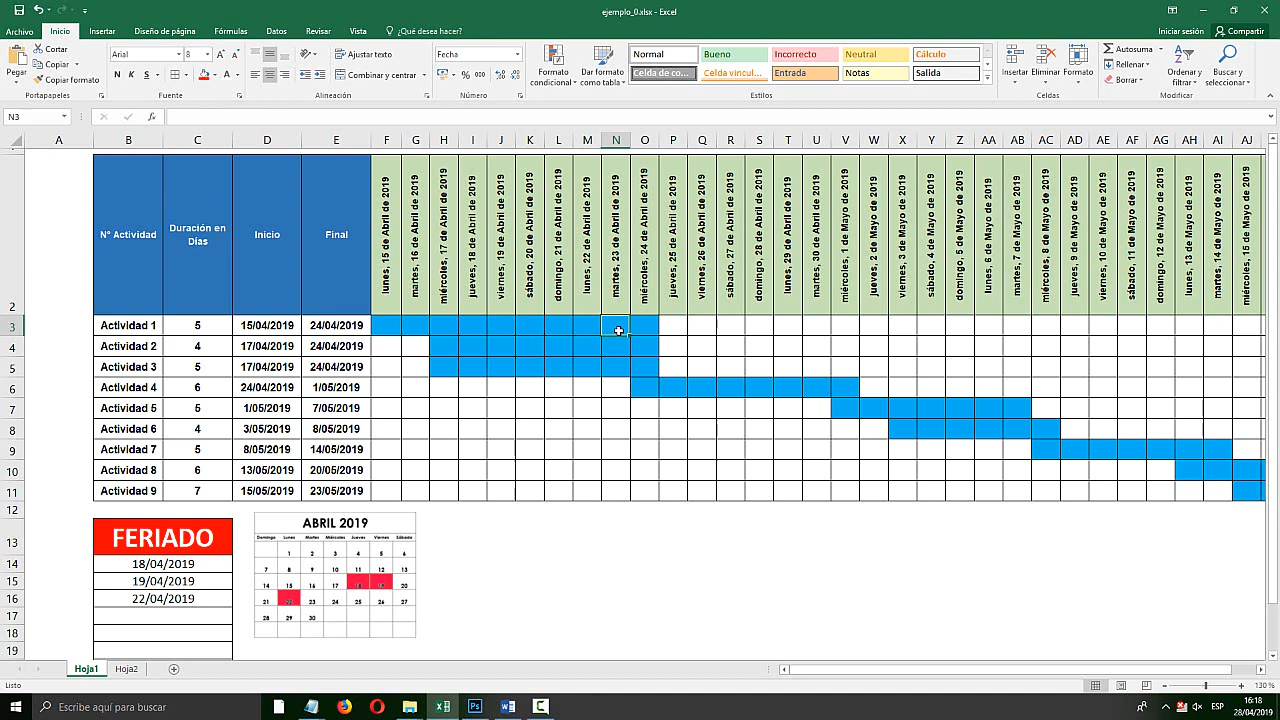 ejemplo_0.xlsx - Excel
Archivo Inicio Insertar Diseño de página Fórmulas Datos Revisar Vista ¿Qué desea hacer? Iniciar sesión Compartir
Pegar Cortar Copiar Copiar formato
Arial 8 N K S
Ajustar texto Combinar y centrar
Fecha % 000
Formato condicional Dar formato como tabla
Normal Bueno Incorrecto Neutral Cálculo
Celda de co... Celda vincul... Entrada Notas Salida
Insertar Eliminar Formato
Autosuma Rellenar Borrar Ordenar y filtrar Buscar y seleccionar
Portapapeles Fuente Alineación Número Estilos Celdas Modificar
N3 fx
A B C D E F G H I J K L M N O P Q R S T U V W X Y Z AA AB AC AD AE AF AG AH AI AJ
2 Nº Actividad Duración en Días Inicio Final
lunes, 15 de Abril de 2019
martes, 16 de Abril de 2019
miércoles, 17 de Abril de 2019
jueves, 18 de Abril de 2019
viernes, 19 de Abril de 2019
sábado, 20 de Abril de 2019
domingo, 21 de Abril de 2019
lunes, 22 de Abril de 2019
martes, 23 de Abril de 2019
miércoles, 24 de Abril de 2019
jueves, 25 de Abril de 2019
viernes, 26 de Abril de 2019
sábado, 27 de Abril de 2019
domingo, 28 de Abril de 2019
lunes, 29 de Abril de 2019
martes, 30 de Abril de 2019
miércoles, 1 de Mayo de 2019
jueves, 2 de Mayo de 2019
viernes, 3 de Mayo de 2019
sábado, 4 de Mayo de 2019
domingo, 5 de Mayo de 2019
lunes, 6 de Mayo de 2019
martes, 7 de Mayo de 2019
miércoles, 8 de Mayo de 2019
jueves, 9 de Mayo de 2019
viernes, 10 de Mayo de 2019
sábado, 11 de Mayo de 2019
domingo, 12 de Mayo de 2019
lunes, 13 de Mayo de 2019
martes, 14 de Mayo de 2019
miércoles, 15 de Mayo de 2019
3 Actividad 1 5 15/04/2019 24/04/2019
4 Actividad 2 4 17/04/2019 24/04/2019
5 Actividad 3 5 17/04/2019 24/04/2019
6 Actividad 4 6 24/04/2019 1/05/2019
7 Actividad 5 5 1/05/2019 7/05/2019
8 Actividad 6 4 3/05/2019 8/05/2019
9 Actividad 7 5 8/05/2019 14/05/2019
10 Actividad 8 6 13/05/2019 20/05/2019
11 Actividad 9 7 15/05/2019 23/05/2019
12
13 FERIADO
14 18/04/2019
15 19/04/2019
16 22/04/2019
17
18
19
ABRIL 2019
Domingo Lunes Martes Miércoles Jueves Viernes Sábado
1 2 3 4 5 6
7 8 9 10 11 12 13
14 15 16 17 18 19 20
21 22 23 24 25 26 27
28 29 30
Hoja1 Hoja2
Listo 130 %
Escribe aquí para buscar
ESP 16:18
28/04/2019